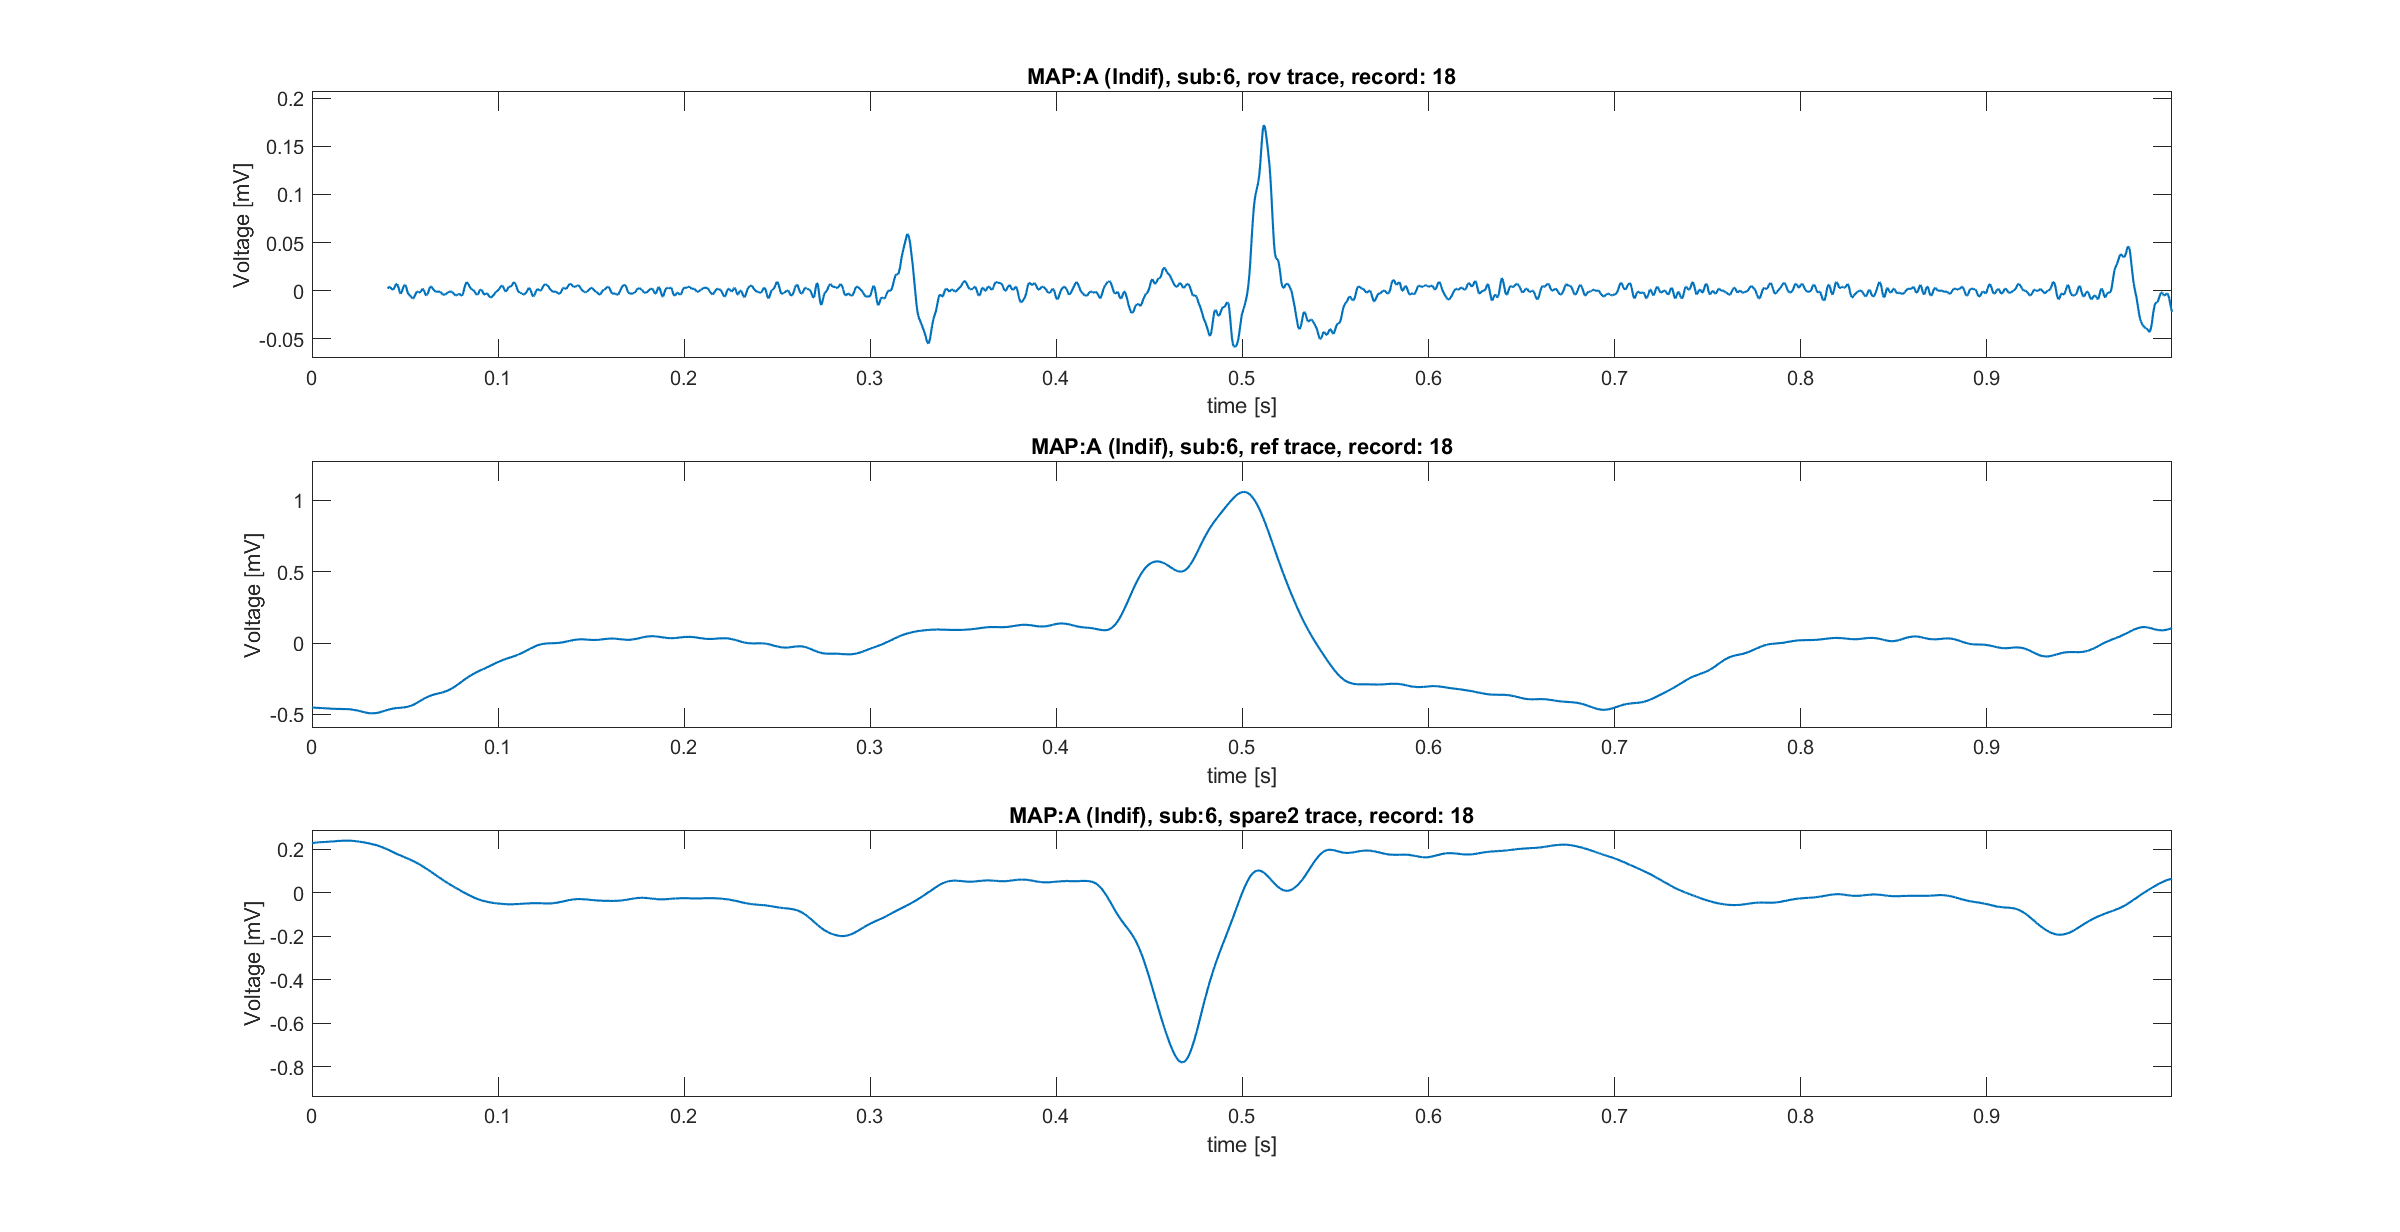 MAP:A (Indif), sub:6, rov trace, record: 18
Voltage [mV]
0.2
0.15
0.1
0.05
0
-0.05
0 0.1 0.2 0.3 0.4 0.5 0.6 0.7 0.8 0.9
time [s]
MAP:A (Indif), sub:6, ref trace, record: 18
Voltage [mV]
1
0.5
0
-0.5
0 0.1 0.2 0.3 0.4 0.5 0.6 0.7 0.8 0.9
time [s]
MAP:A (Indif), sub:6, spare2 trace, record: 18
Voltage [mV]
0.2
0
-0.2
-0.4
-0.6
-0.8
0 0.1 0.2 0.3 0.4 0.5 0.6 0.7 0.8 0.9
time [s]